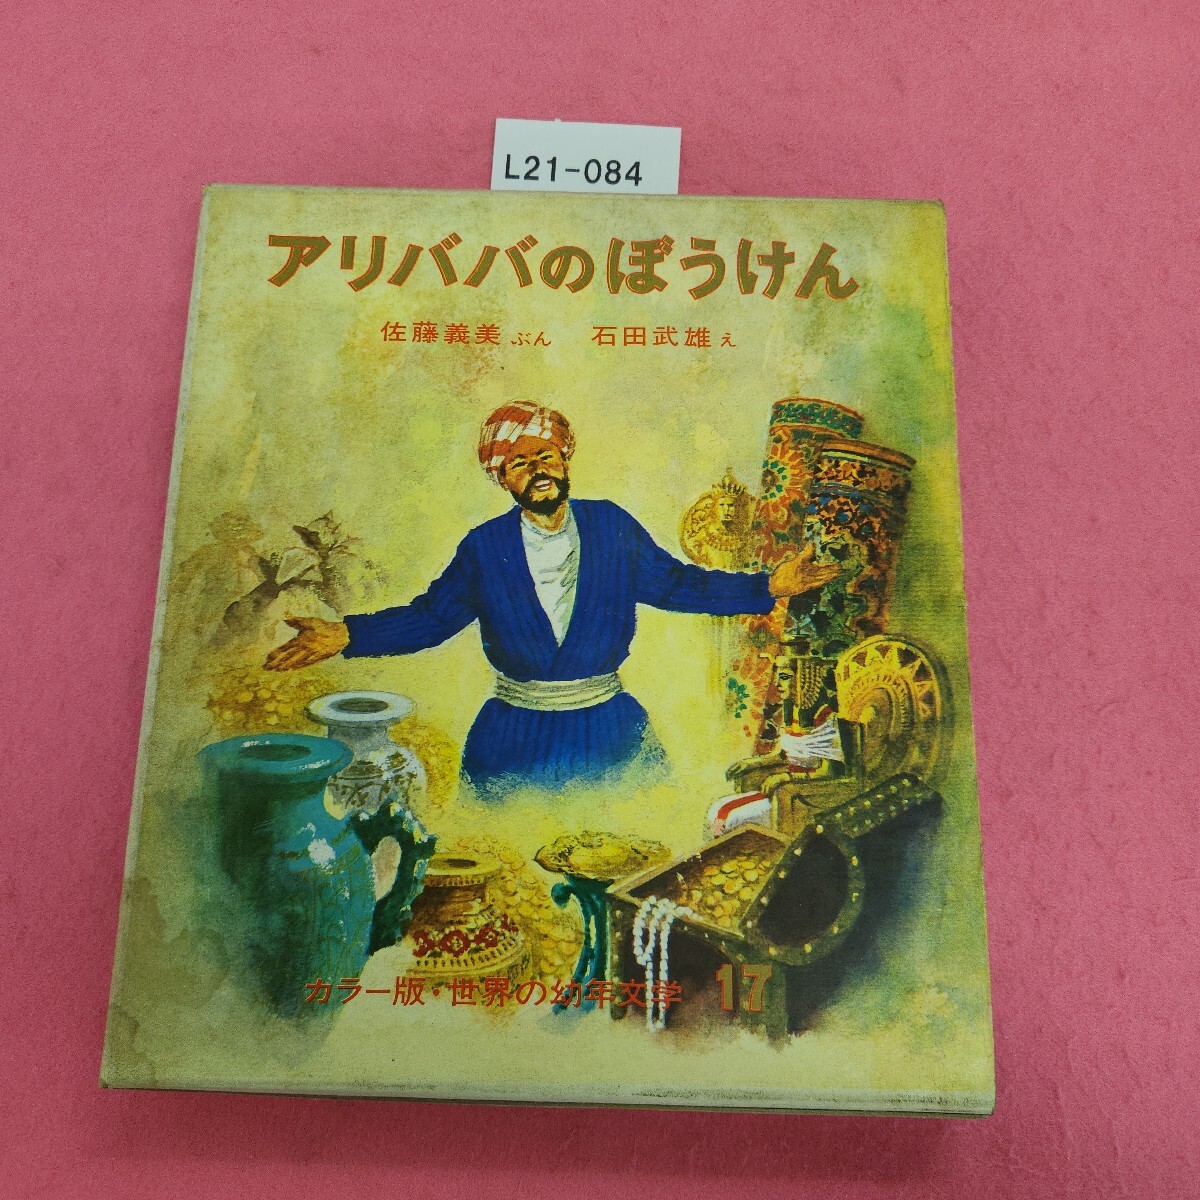 L21-084
アリババのぼうけん
佐藤義美 ぶん 石田武雄 え
カラー版・世界の幼年文学 17